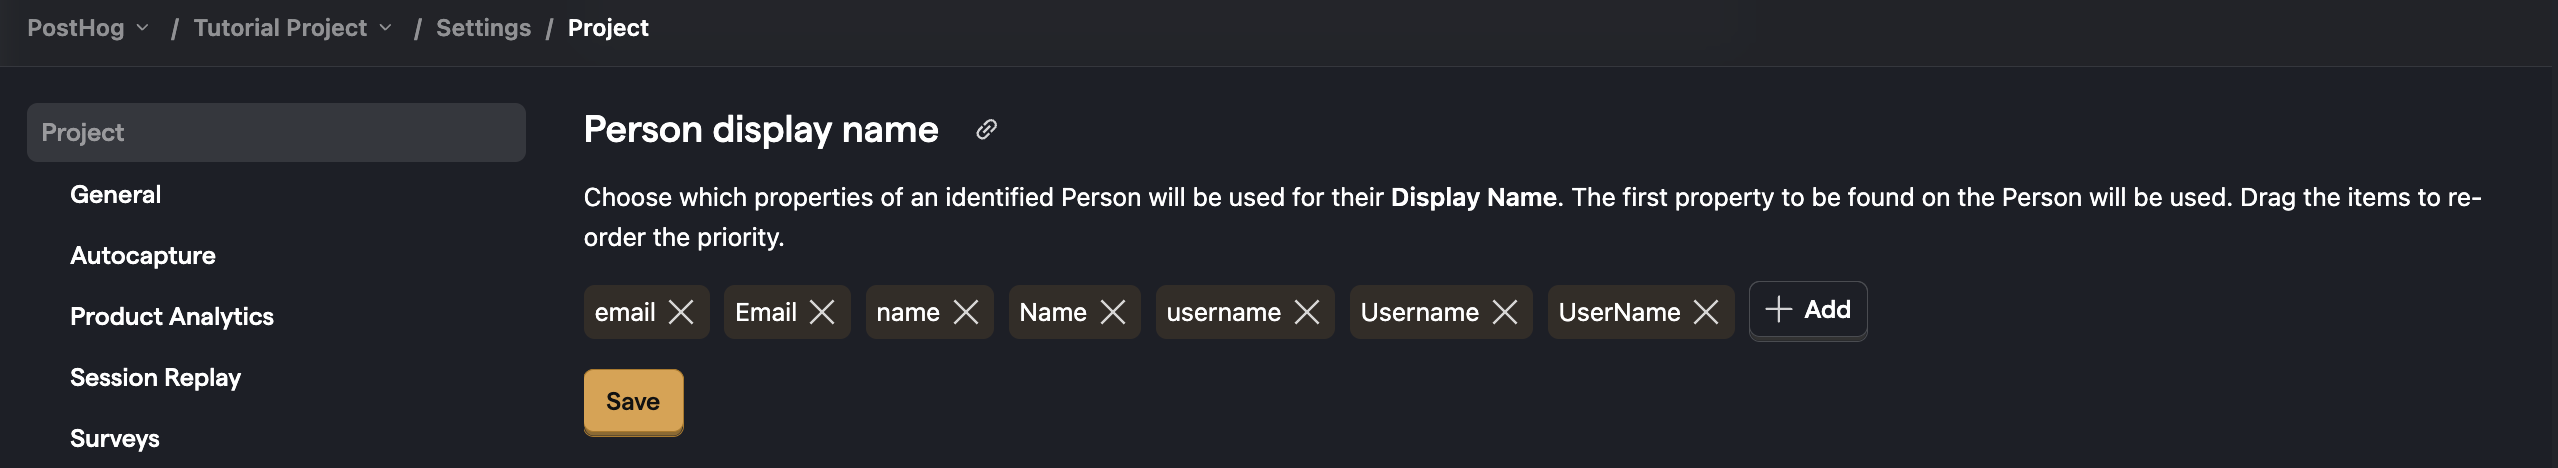 PostHog / Tutorial Project / Settings / Project
Project
General
Autocapture
Product Analytics
Session Replay
Surveys
Person display name
Choose which properties of an identified Person will be used for their Display Name. The first property to be found on the Person will be used. Drag the items to re-
order the priority.
email Email name Name username Username UserName Add
Save